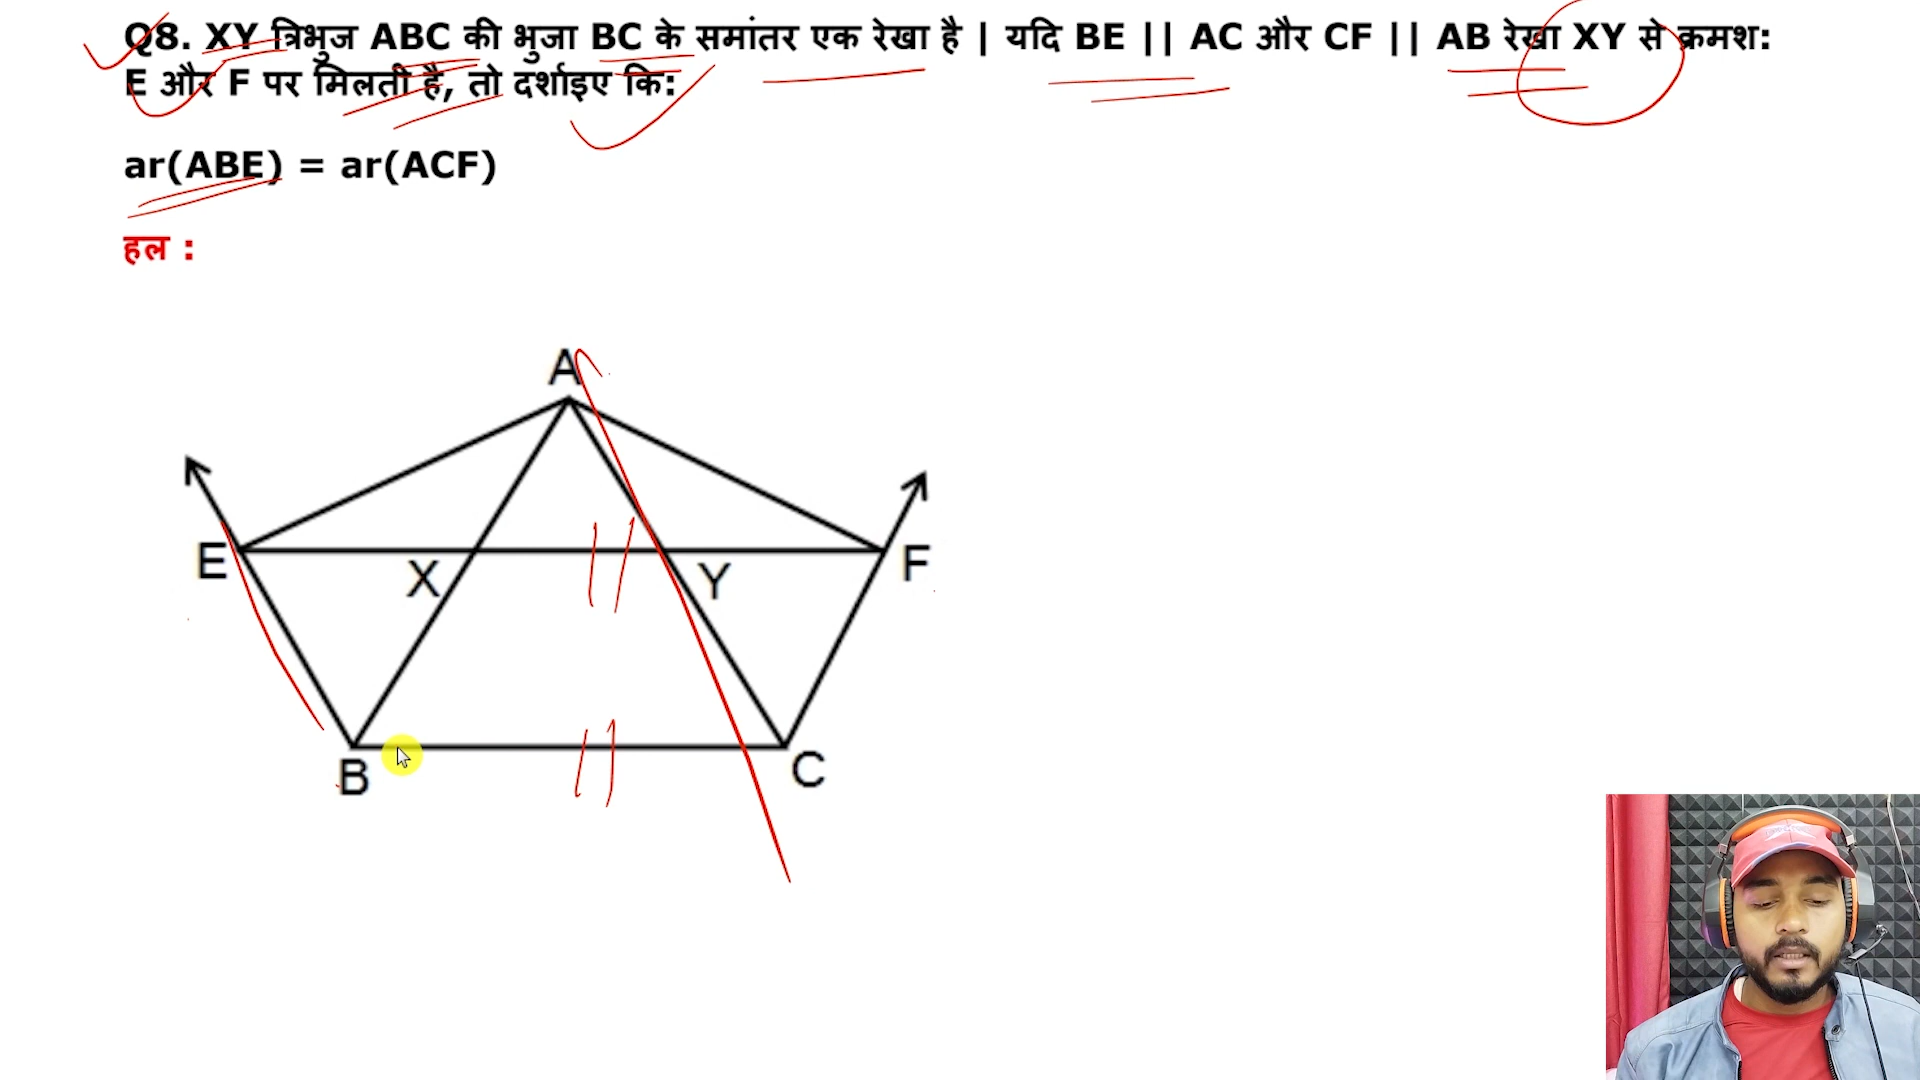 Q8. XY त्रिभुज ABC की भुजा BC के समांतर एक रेखा है | यदि BE || AC और CF || AB रेखा XY से क्रमश:
E और F पर मिलती है, तो दर्शाइए कि:
ar(ABE) = ar(ACF)
हल :
A
E
X
Y
F
B
C